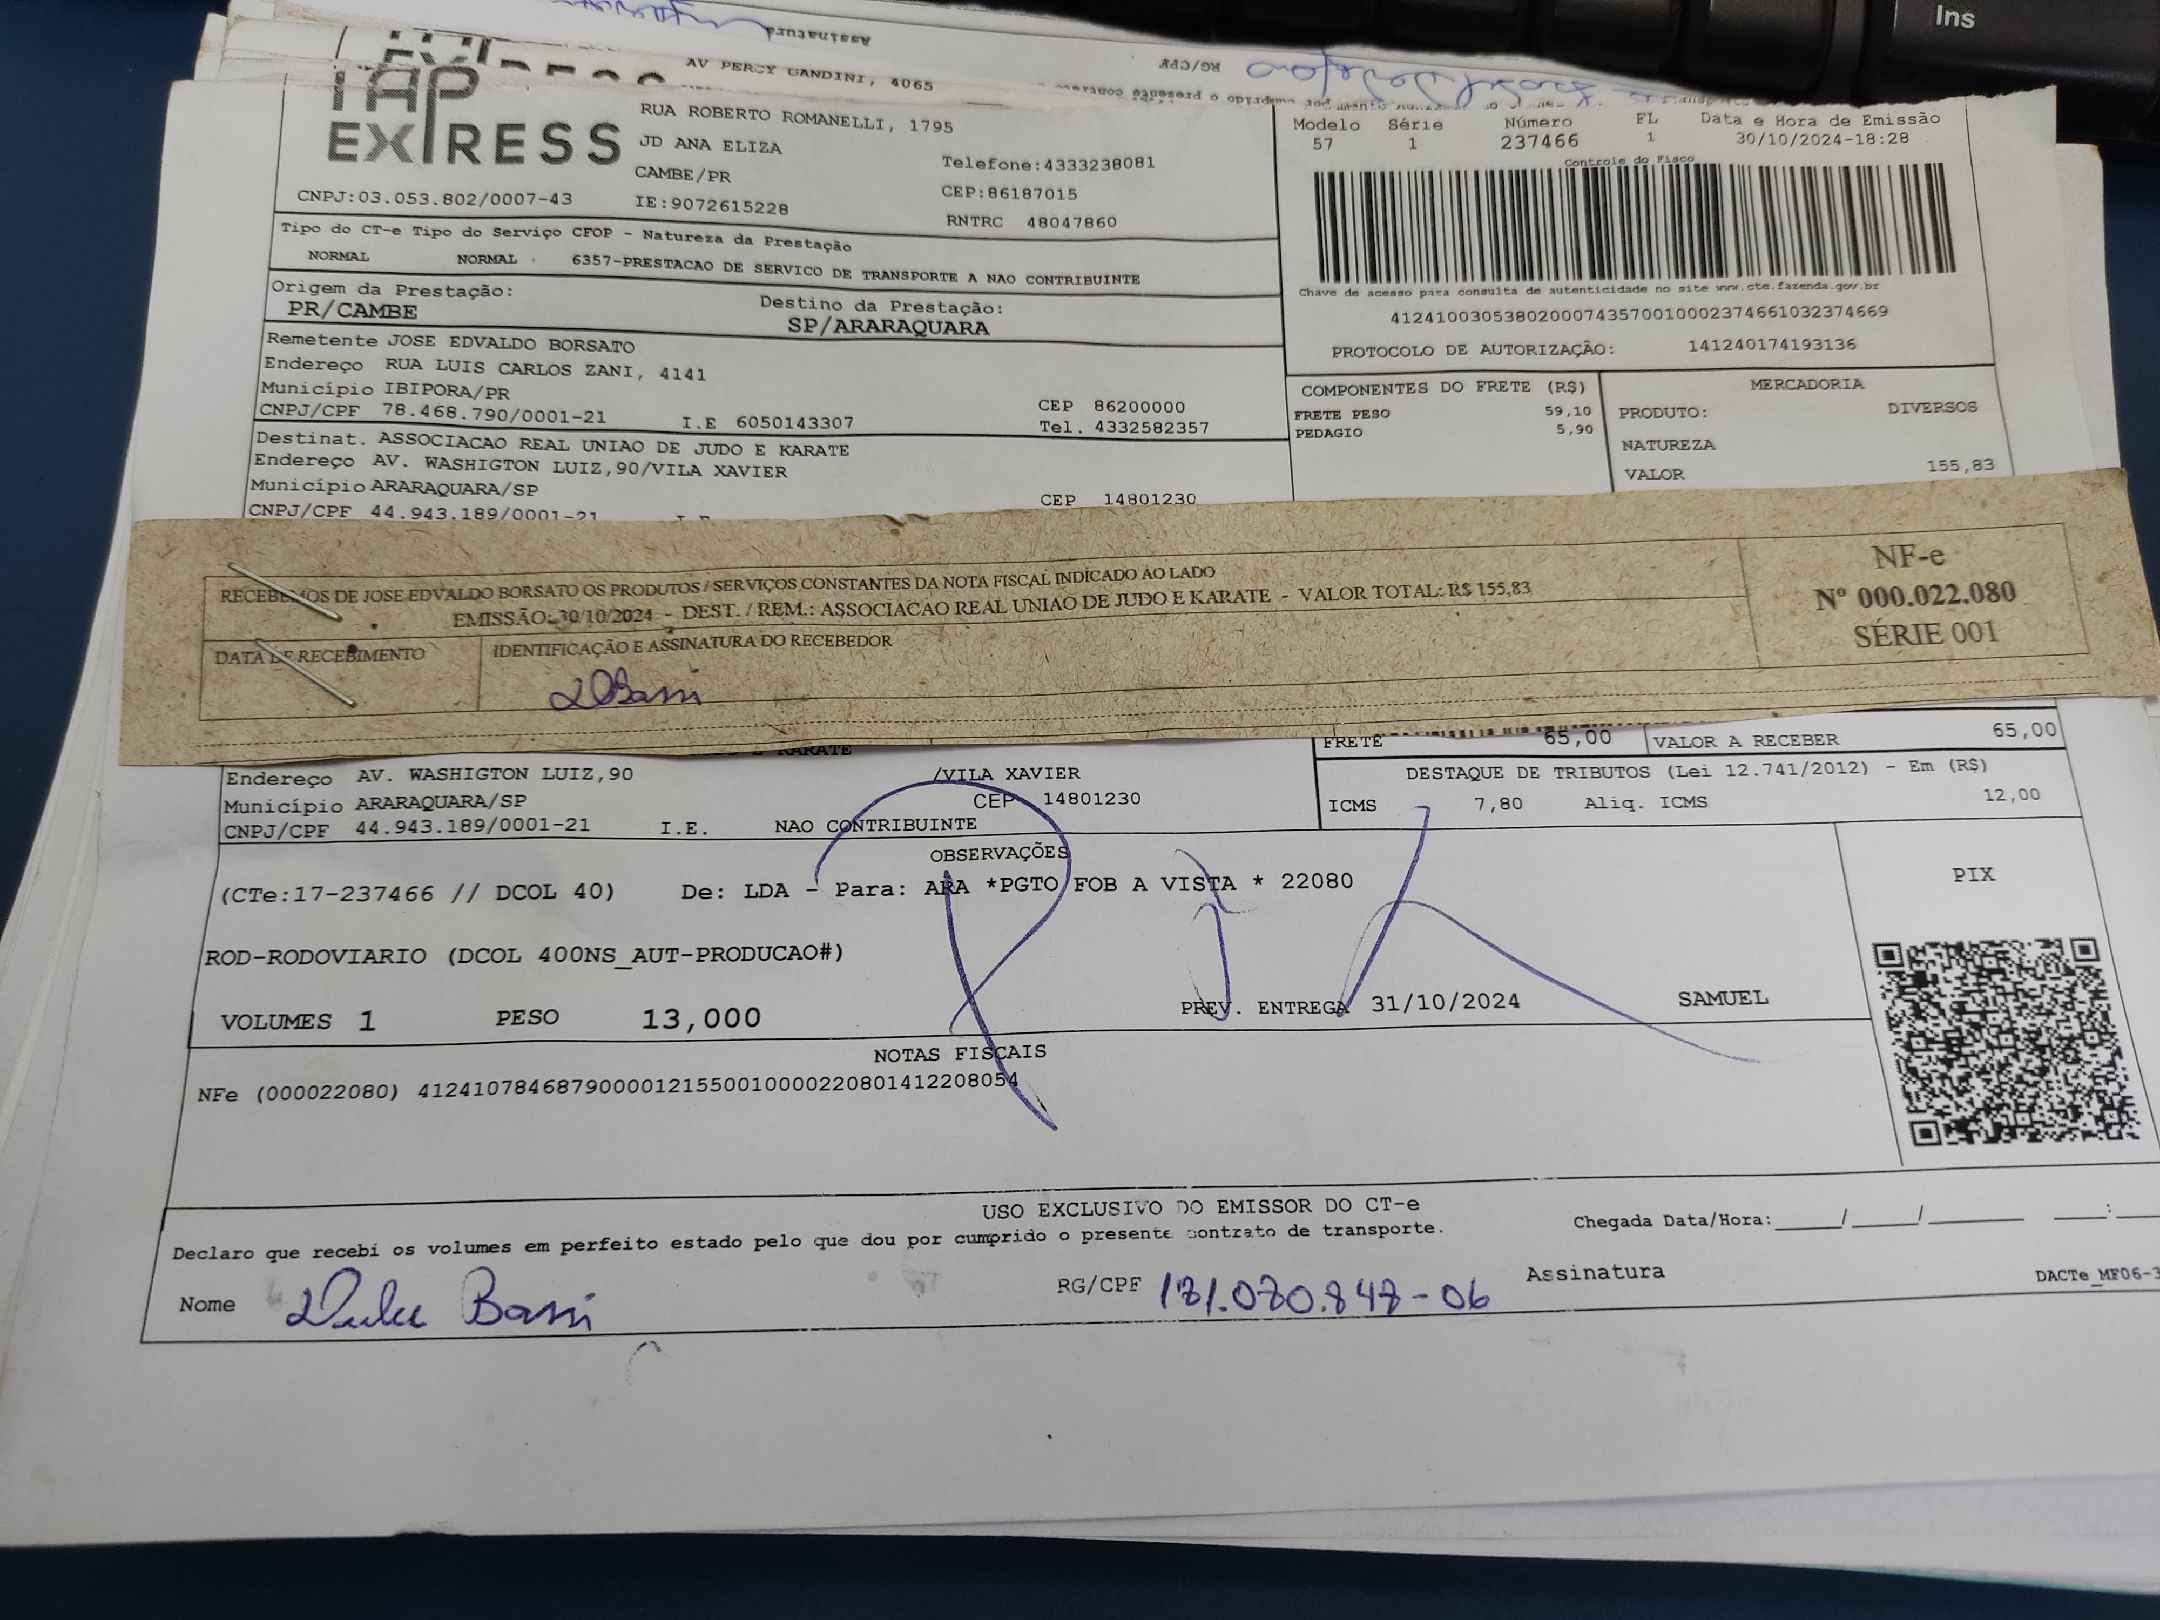 Ins
Assinatura
RG/CPF
AV PERCY GANDINI, 4065
TAP
EXPRESS
RUA ROBERTO ROMANELLI, 1795
JD ANA ELIZA
CAMBE/PR
Telefone:4333238081
CEP:86187015
CNPJ:03.053.802/0007-43 IE:9072615228
RNTRC 48047860
Modelo Série Número FL Data e Hora de Emissão
57 1 237466 1 30/10/2024-18:28
Controle do Fisco
Chave de acesso para consulta de autenticidade no site www.cte.fazenda.gov.br
41241003053802000743570010002374661032374669
PROTOCOLO DE AUTORIZAÇÃO: 141240174193136
Tipo do CT-e Tipo do Serviço CFOP - Natureza da Prestação
NORMAL NORMAL 6357-PRESTACAO DE SERVICO DE TRANSPORTE A NAO CONTRIBUINTE
Origem da Prestação: Destino da Prestação:
PR/CAMBE SP/ARARAQUARA
Remetente JOSE EDVALDO BORSATO
Endereço RUA LUIS CARLOS ZANI, 4141
Município IBIPORA/PR CEP 86200000
CNPJ/CPF 78.468.790/0001-21 I.E 6050143307 Tel. 4332582357
Destinat. ASSOCIACAO REAL UNIAO DE JUDO E KARATE
Endereço AV. WASHIGTON LUIZ,90/VILA XAVIER
Município ARARAQUARA/SP CEP 14801230
CNPJ/CPF 44.943.189/0001-21 I.E
COMPONENTES DO FRETE (R$) MERCADORIA
FRETE PESO 59,10 PRODUTO: DIVERSOS
PEDAGIO 5,90 NATUREZA
VALOR 155,83
RECEBEMOS DE JOSE EDVALDO BORSATO OS PRODUTOS / SERVIÇOS CONSTANTES DA NOTA FISCAL INDICADO AO LADO
EMISSÃO: 30/10/2024 - DEST. / REM.: ASSOCIACAO REAL UNIAO DE JUDO E KARATE - VALOR TOTAL: R$ 155,83
DATA DE RECEBIMENTO IDENTIFICAÇÃO E ASSINATURA DO RECEBEDOR
NF-e
Nº 000.022.080
SÉRIE 001
E KARATE
FRETE 65,00 VALOR A RECEBER 65,00
Endereço AV. WASHIGTON LUIZ,90 /VILA XAVIER
Município ARARAQUARA/SP CEP 14801230
CNPJ/CPF 44.943.189/0001-21 I.E. NAO CONTRIBUINTE
DESTAQUE DE TRIBUTOS (Lei 12.741/2012) - Em (R$)
ICMS 7,80 Aliq. ICMS 12,00
OBSERVAÇÕES
(CTe:17-237466 // DCOL 40) De: LDA - Para: ARA *PGTO FOB A VISTA * 22080
PIX
ROD-RODOVIARIO (DCOL 400NS_AUT-PRODUCAO#)
VOLUMES 1 PESO 13,000 PREV. ENTREGA 31/10/2024 SAMUEL
NOTAS FISCAIS
NFe (000022080) 41241078468790000121550010000220801412208054
USO EXCLUSIVO DO EMISSOR DO CT-e
Declaro que recebi os volumes em perfeito estado pelo que dou por cumprido o presente contrato de transporte.
Chegada Data/Hora:____/____/______ ___:___
Nome RG/CPF Assinatura
DACTe_MF06-3